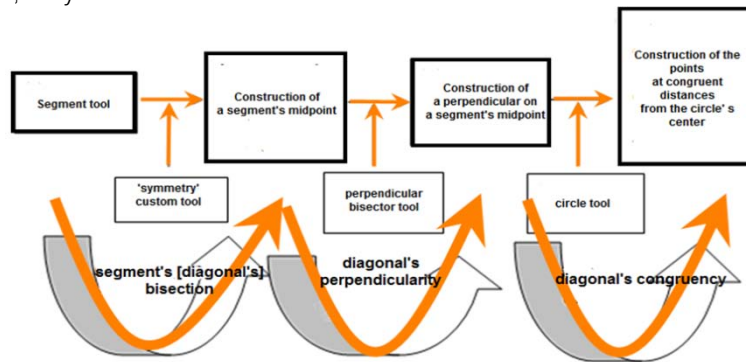 Segment tool
Construction of
a segment's midpoint
Construction of
a perpendicular on
a segment's midpoint
Construction of the
points
at congruent
distances
from the circle' s
center
'symmetry'
custom tool
perpendicular
bisector tool
circle tool
segment's [diagonal's]
bisection
diagonal's
perpendicularity
diagonal's congruency